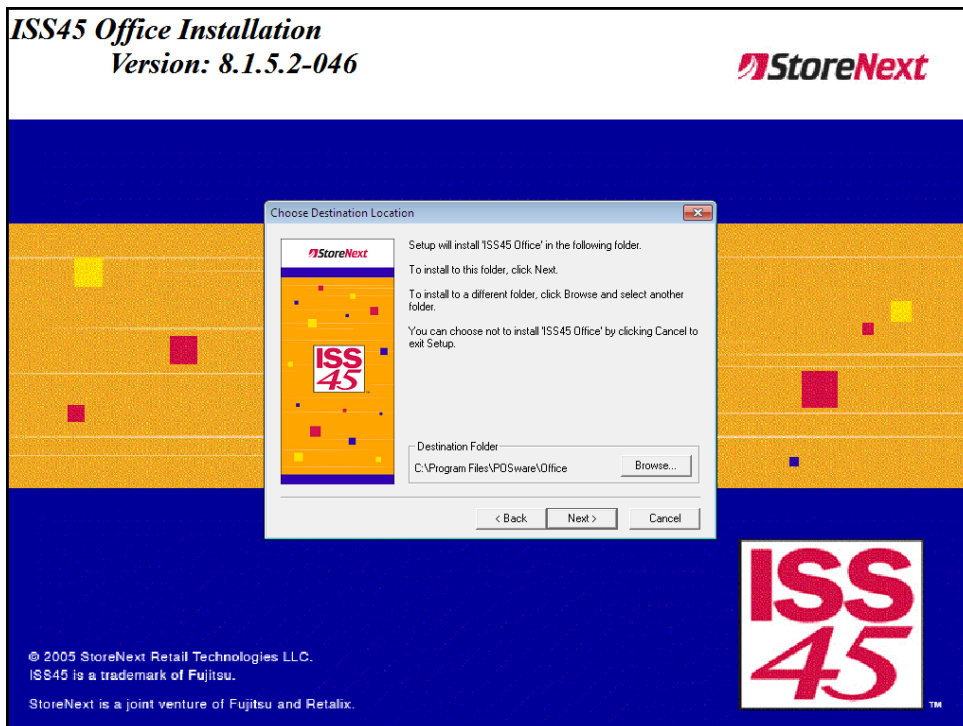 ISS45 Office Installation
Version: 8.1.5.2-046
StoreNext
Choose Destination Location
StoreNext
ISS
45
Setup will install 'ISS45 Office' in the following folder.
To install to this folder, click Next.
To install to a different folder, click Browse and select another
folder.
You can choose not to install 'ISS45 Office' by clicking Cancel to
exit Setup.
Destination Folder
C:\Program Files\POSware\Office
Browse...
< Back
Next >
Cancel
ISS
45
TM
© 2005 StoreNext Retail Technologies LLC.
ISS45 is a trademark of Fujitsu.
StoreNext is a joint venture of Fujitsu and Retalix.